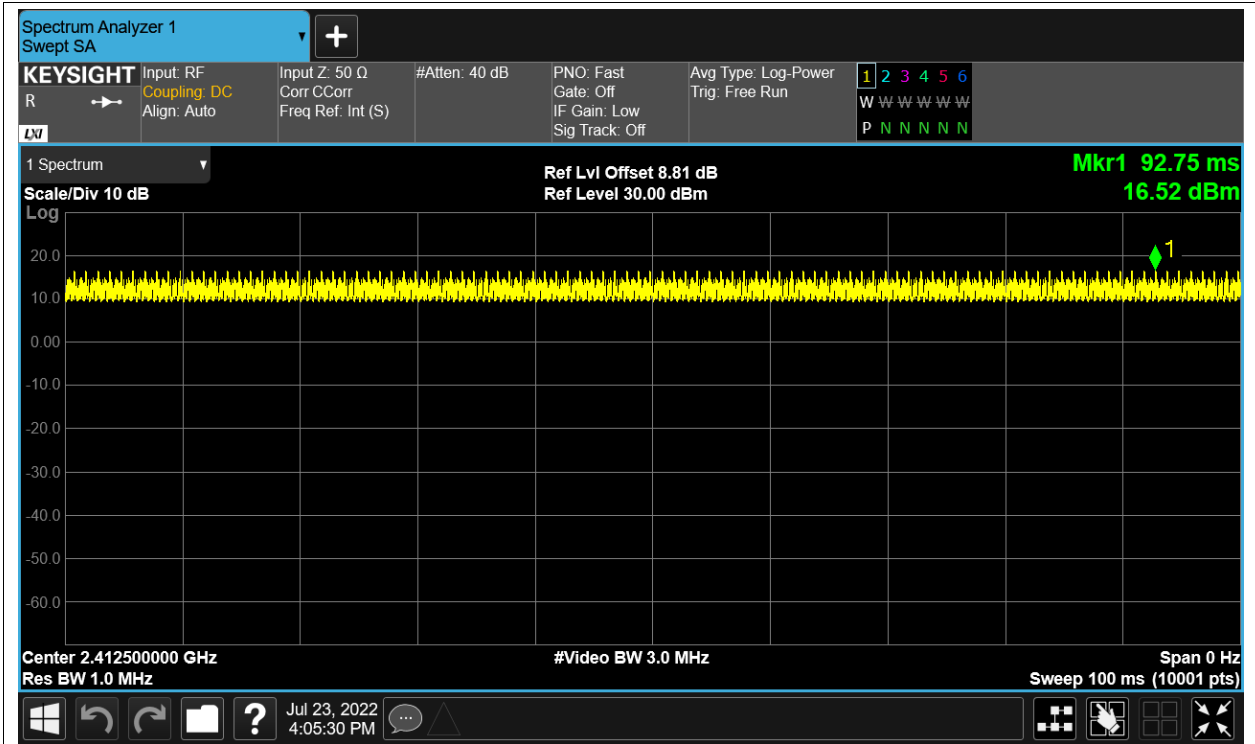 Spectrum Analyzer 1
Swept SA
+
KEYSIGHT
R
LXI
Input: RF
Coupling: DC
Align: Auto
Input Z: 50 Ω
Corr CCorr
Freq Ref: Int (S)
#Atten: 40 dB
PNO: Fast
Gate: Off
IF Gain: Low
Sig Track: Off
Avg Type: Log-Power
Trig: Free Run
1 2 3 4 5 6
W W W W W W
P N N N N N
1 Spectrum
Scale/Div 10 dB
Ref Lvl Offset 8.81 dB
Ref Level 30.00 dBm
Mkr1 92.75 ms
16.52 dBm
Log
1
20.0
10.0
0.00
-10.0
-20.0
-30.0
-40.0
-50.0
-60.0
Center 2.412500000 GHz
Res BW 1.0 MHz
#Video BW 3.0 MHz
Span 0 Hz
Sweep 100 ms (10001 pts)
?
Jul 23, 2022
4:05:30 PM